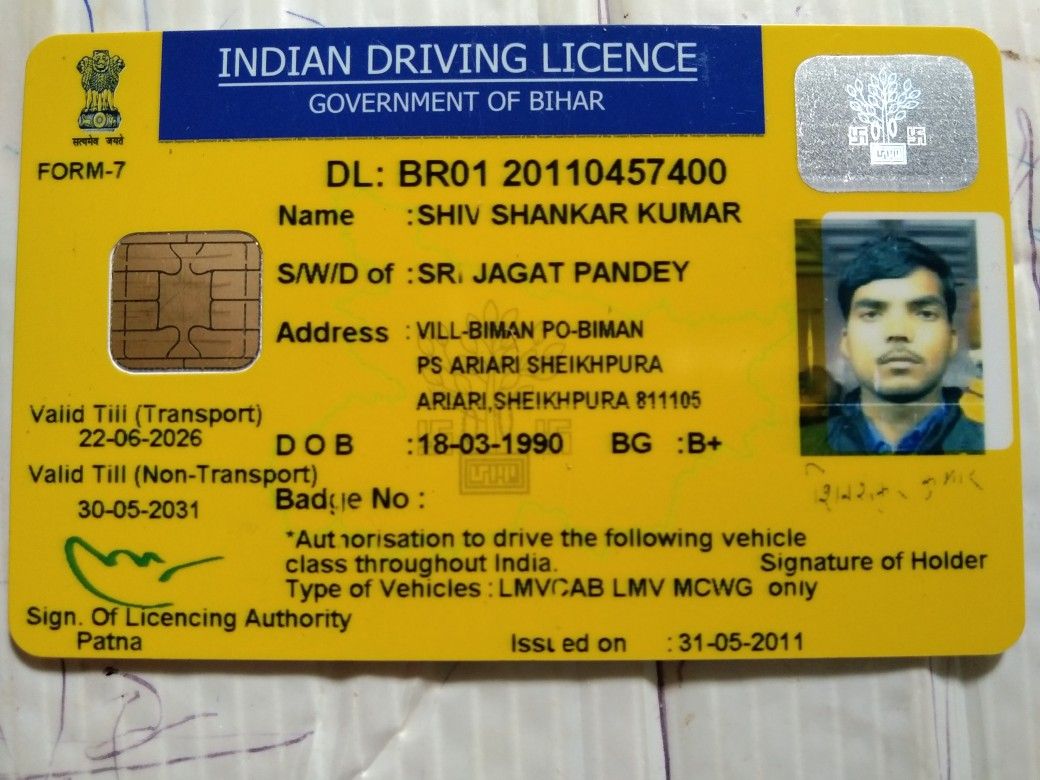 INDIAN DRIVING LICENCE
GOVERNMENT OF BIHAR
सत्यमेव जयते
FORM-7
DL: BR01 20110457400
Name : SHIV SHANKAR KUMAR
S/W/D of : SRI JAGAT PANDEY
Address : VILL-BIMAN PO-BIMAN
PS ARIARI SHEIKHPURA
ARIARI,SHEIKHPURA 811105
Valid Till (Transport)
22-06-2026
D O B : 18-03-1990 BG : B+
Valid Till (Non-Transport)
30-05-2031
Badge No :
*Authorisation to drive the following vehicle
class throughout India.
Signature of Holder
Type of Vehicles : LMVCAB LMV MCWG only
Sign. Of Licencing Authority
Patna
Issued on : 31-05-2011